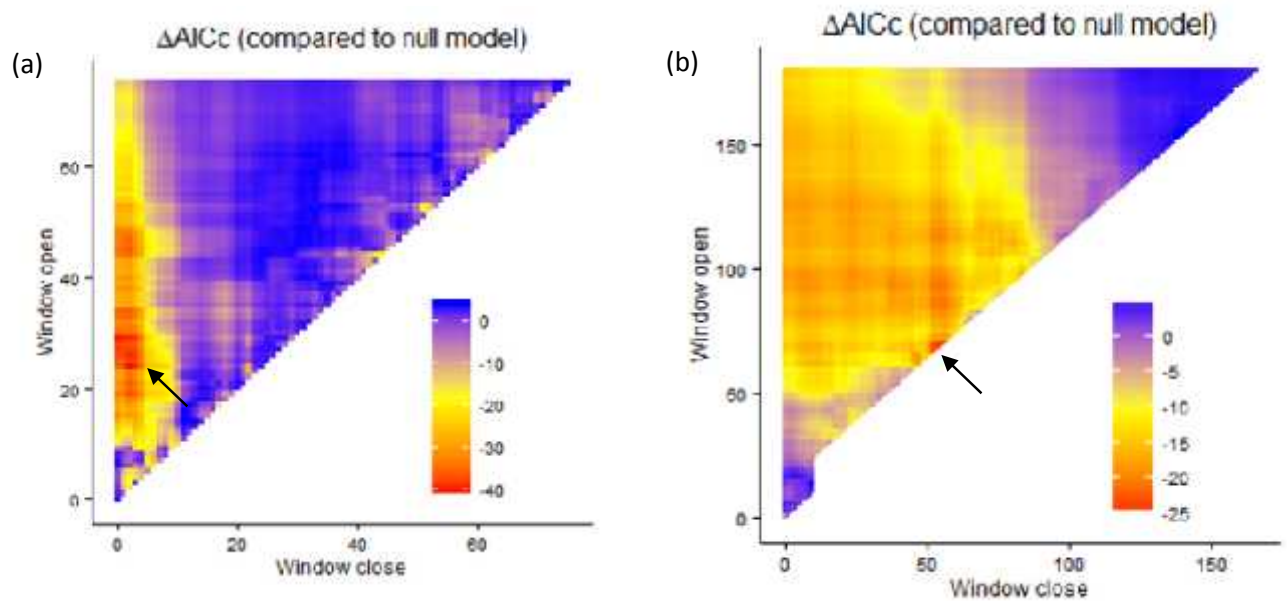 (a)
ΔAICc (compared to null model)
Window open
60
40
20
0
0
-10
-20
-30
-40
0 20 40 60
Window close
(b)
ΔAICc (compared to null model)
Window open
150
100
50
0
0
-5
-10
-15
-20
-25
0 50 100 150
Window close